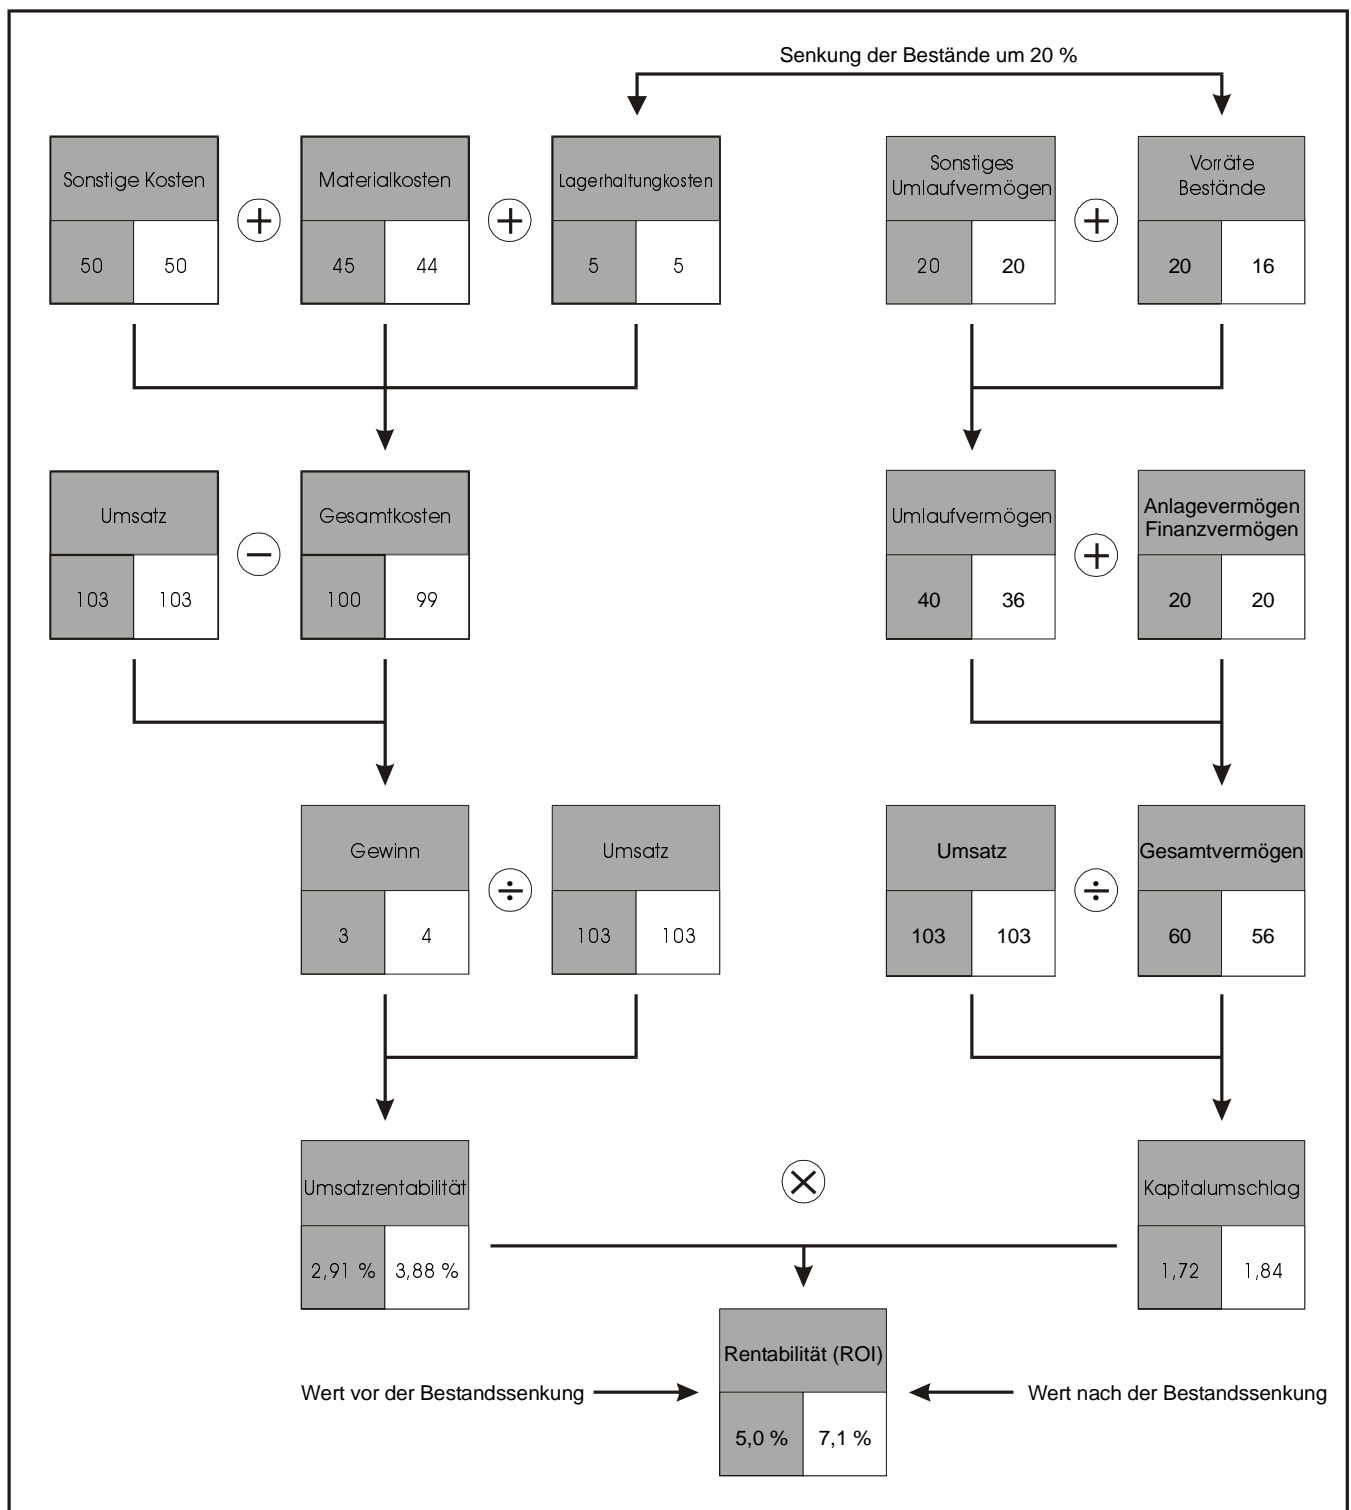 Senkung der Bestände um 20 %
Sonstige Kosten
50 50
+
Materialkosten
45 44
+
Lagerhaltungkosten
5 5
Sonstiges
Umlaufvermögen
20 20
+
Vorräte
Bestände
20 16
Umsatz
103 103
−
Gesamtkosten
100 99
Umlaufvermögen
40 36
+
Anlagevermögen
Finanzvermögen
20 20
Gewinn
3 4
÷
Umsatz
103 103
Umsatz
103 103
÷
Gesamtvermögen
60 56
Umsatzrentabilität
2,91 % 3,88 %
×
Kapitalumschlag
1,72 1,84
Rentabilität (ROI)
5,0 % 7,1 %
Wert vor der Bestandssenkung
Wert nach der Bestandssenkung